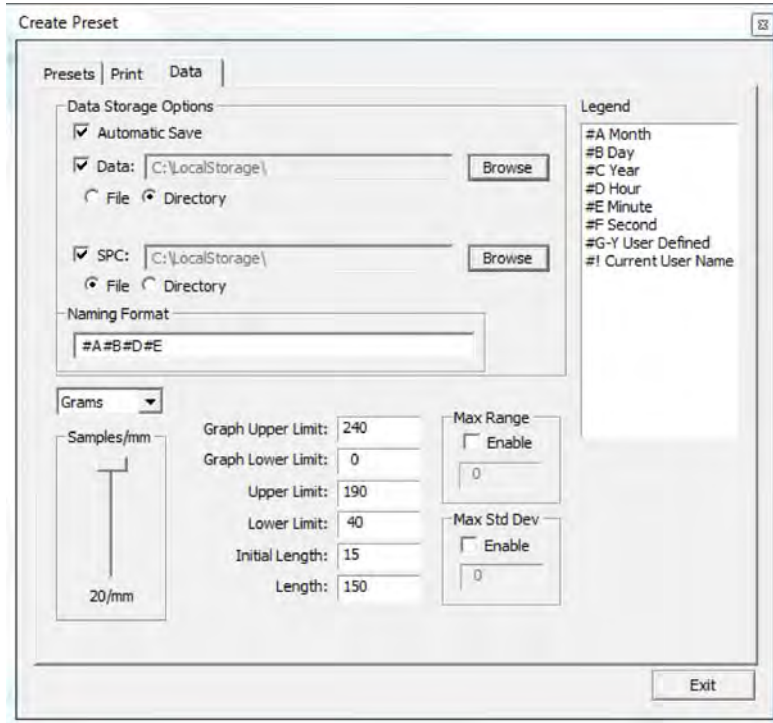 Create Preset
Presets Print Data
Data Storage Options
Automatic Save
Data: C:\LocalStorage\ Browse
File Directory
SPC: C:\LocalStorage\ Browse
File Directory
Naming Format
#A#B#D#E
Legend
#A Month
#B Day
#C Year
#D Hour
#E Minute
#F Second
#G-Y User Defined
#! Current User Name
Grams
Samples/mm
20/mm
Graph Upper Limit: 240
Graph Lower Limit: 0
Upper Limit: 190
Lower Limit: 40
Initial Length: 15
Length: 150
Max Range
Enable
0
Max Std Dev
Enable
0
Exit